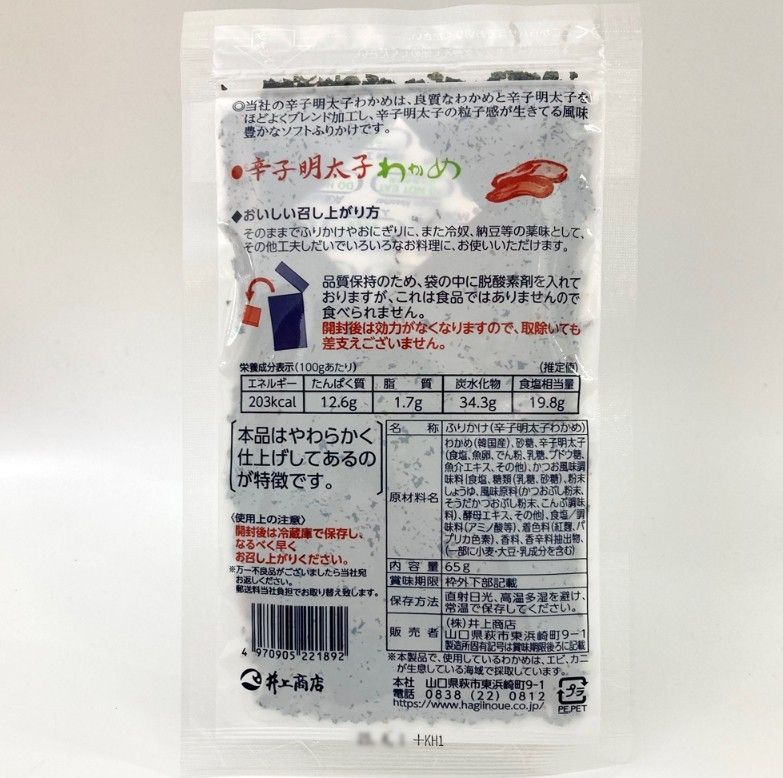 ◎当社の辛子明太子わかめは、良質なわかめと辛子明太子を
ほどよくブレンド加工し、辛子明太子の粒子感が生きてる風味
豊かなソフトふりかけです。
●辛子明太子わかめ
◆おいしい召し上がり方
そのままでふりかけやおにぎりに、また冷奴、納豆等の薬味として、
その他工夫しだいでいろいろなお料理に、お使いいただけます。
品質保持のため、袋の中に脱酸素剤を入れて
おりますが、これは食品ではありませんので
食べられません。
開封後は効力がなくなりますので、取除いても
差支えございません。
栄養成分表示(100gあたり) (推定値)
エネルギー たんぱく質 脂質 炭水化物 食塩相当量
203kcal 12.6g 1.7g 34.3g 19.8g
本品はやわらかく
仕上げしてあるの
が特徴です。
〈使用上の注意〉
開封後は冷蔵庫で保存し、
なるべく早く
お召し上がりください。
※万一不良品がございましたら当社宛
お返しください。
郵送料当社負担でお取り替え致します。
4 970905 221892
井上商店
名称 ふりかけ(辛子明太子わかめ)
原材料名 わかめ(韓国産)、砂糖、辛子明太子
(食塩、魚卵、でん粉、乳糖、ブドウ糖、
魚介エキス、その他)、かつお風味調
味料(食塩、糖類(乳糖、砂糖)、粉末
しょうゆ、風味原料(かつおぶし粉末、
そうだかつおぶし粉末、こんぶ調味
料)、酵母エキス、その他)、食塩／調
味料(アミノ酸等)、着色料(紅麹、パ
プリカ色素)、香料、香辛料抽出物、
(一部に小麦・大豆・乳成分を含む)
内容量 65g
賞味期限 枠外下部記載
保存方法 直射日光、高温多湿を避け、
常温で保存してください。
販売者 (株)井上商店
山口県萩市東浜崎町9－1
製造所固有記号は賞味期限後ろに記載
※本製品で、使用しているわかめは、エビ、カニ
が生息している海域で採取しています。
本社 山口県萩市東浜崎町9-1
電話 0838(22)0812
https://www.hagiinoue.co.jp/
プラ
PE,PET
+KH1